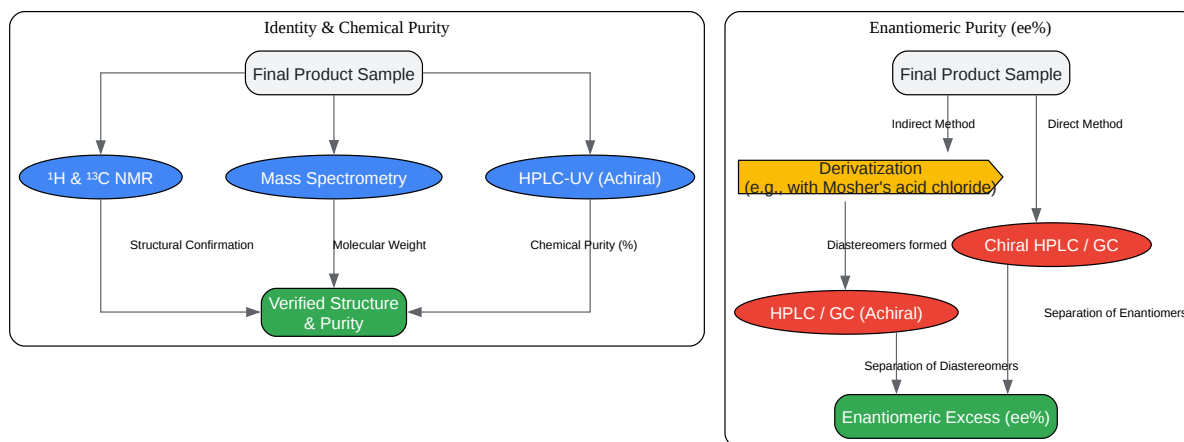 Identity & Chemical Purity
Final Product Sample
¹H & ¹³C NMR
Mass Spectrometry
HPLC-UV (Achiral)
Structural Confirmation
Molecular Weight
Chemical Purity (%)
Verified Structure
& Purity
Enantiomeric Purity (ee%)
Final Product Sample
Indirect Method
Direct Method
Derivatization
(e.g., with Mosher's acid chloride)
Diastereomers formed
Chiral HPLC / GC
HPLC / GC (Achiral)
Separation of Enantiomers
Separation of Diastereomers
Enantiomeric Excess (ee%)